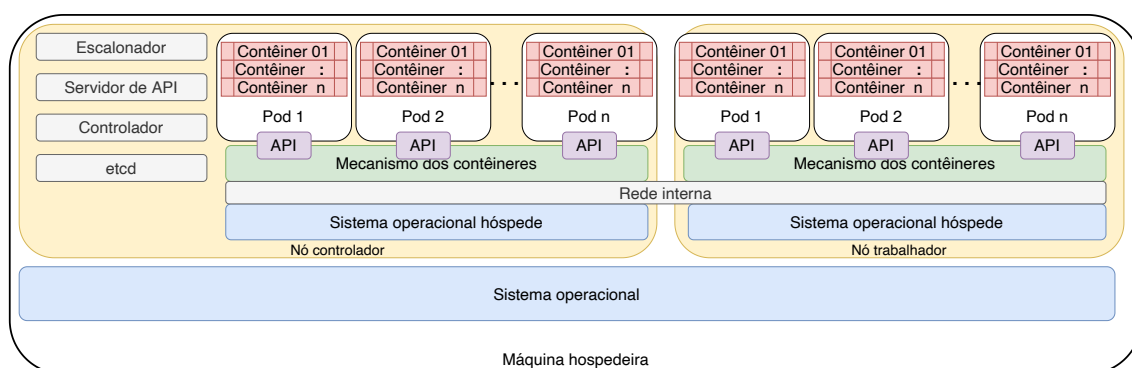 Escalonador
Servidor de API
Controlador
etcd
Contêiner 01
Contêiner :
Contêiner n
Pod 1
API
Contêiner 01
Contêiner :
Contêiner n
Pod 2
API
...
Contêiner 01
Contêiner :
Contêiner n
Pod n
API
Mecanismo dos contêineres
Sistema operacional hóspede
Nó controlador
Contêiner 01
Contêiner :
Contêiner n
Pod 1
API
Contêiner 01
Contêiner :
Contêiner n
Pod 2
API
...
Contêiner 01
Contêiner :
Contêiner n
Pod n
API
Mecanismo dos contêineres
Rede interna
Sistema operacional hóspede
Nó trabalhador
Sistema operacional
Máquina hospedeira